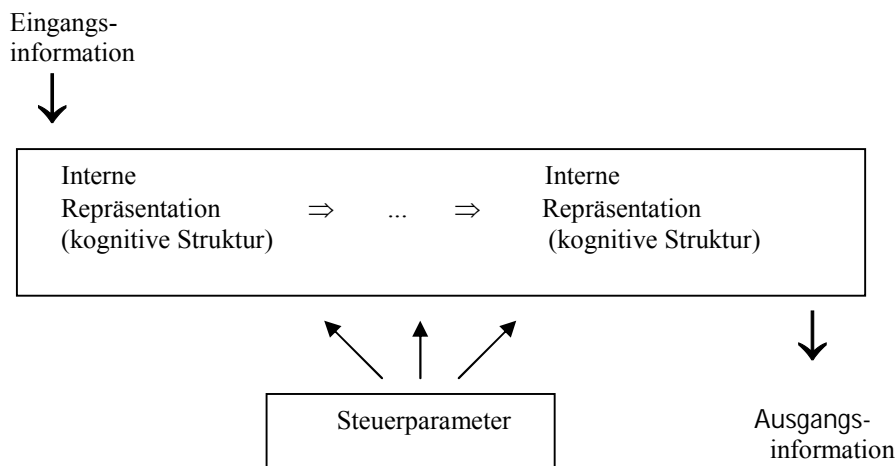 Eingangs-
information
Interne
Repräsentation
(kognitive Struktur)
⇒ ... ⇒
Interne
Repräsentation
(kognitive Struktur)
Steuerparameter
Ausgangs-
information